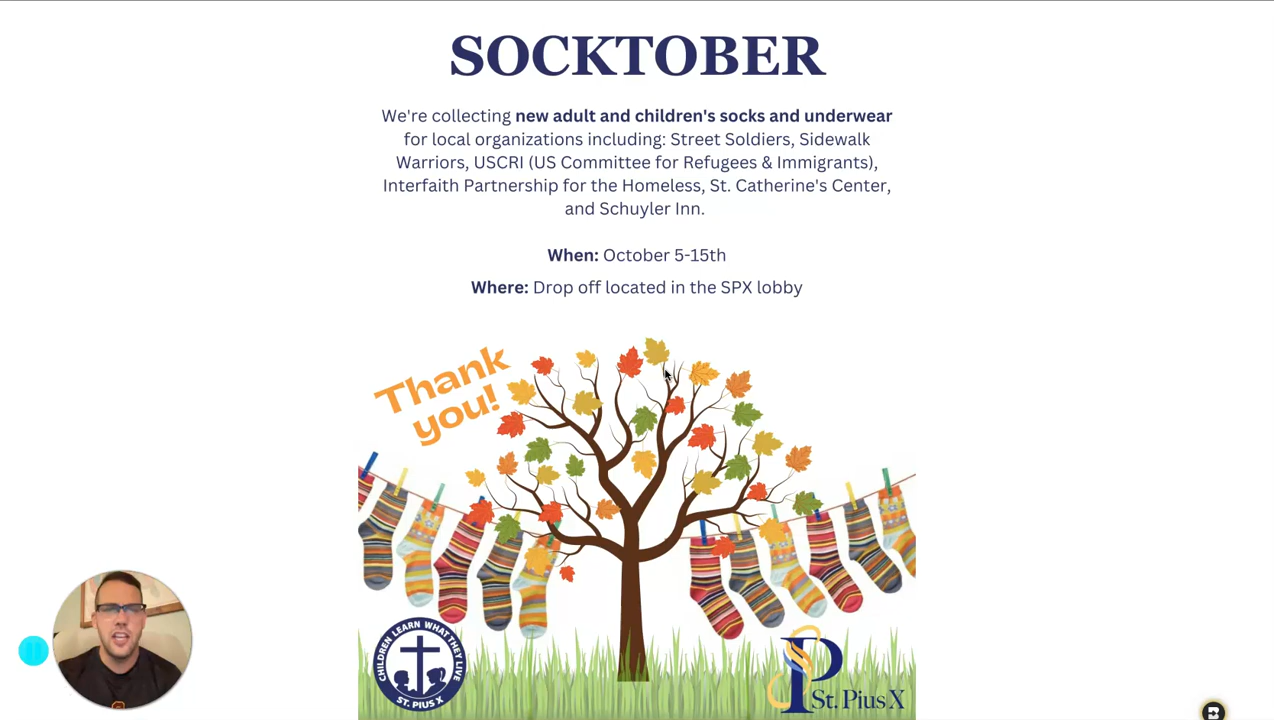 SOCKTOBER
We're collecting new adult and children's socks and underwear
for local organizations including: Street Soldiers, Sidewalk
Warriors, USCRI (US Committee for Refugees & Immigrants),
Interfaith Partnership for the Homeless, St. Catherine's Center,
and Schuyler Inn.
When: October 5-15th
Where: Drop off located in the SPX lobby
Thank
you!
CHILDREN LEARN WHAT THEY LIVE
ST. PIUS X
P
St. Pius X